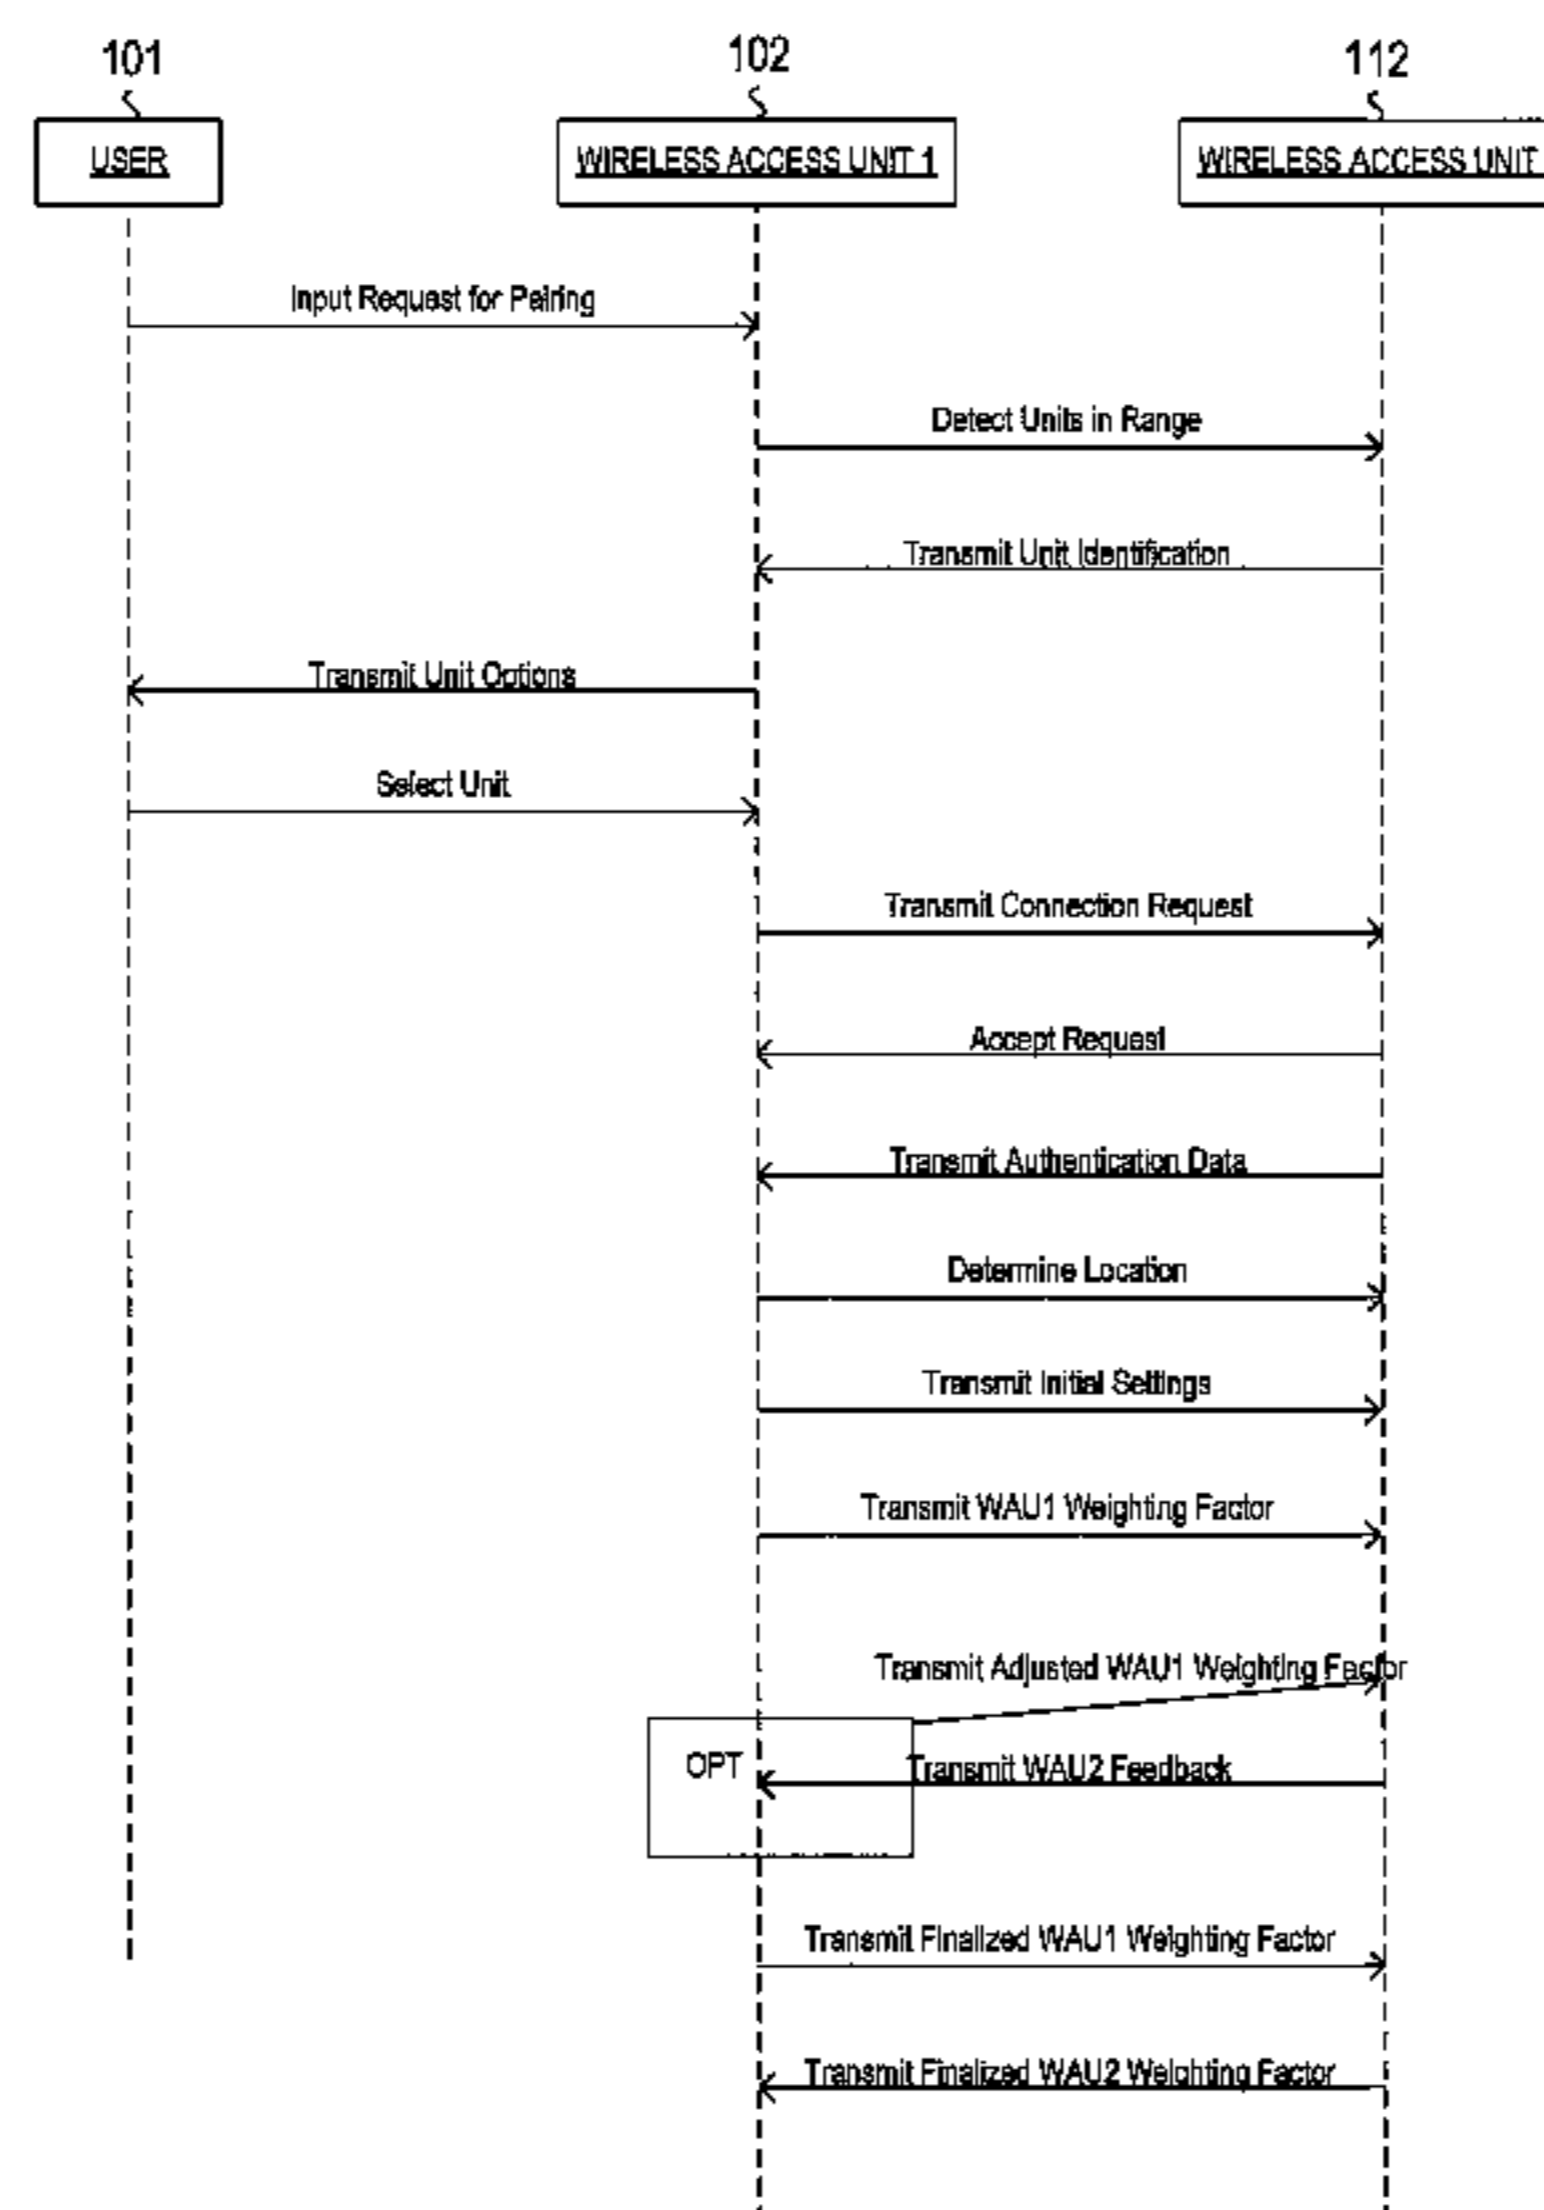 101
102
112
USER
WIRELESS ACCESS UNIT 1
WIRELESS ACCESS UNIT
Input Request for Pairing
Detect Units in Range
Transmit Unit Identification
Transmit Unit Options
Select Unit
Transmit Connection Request
Accept Request
Transmit Authentication Data
Determine Location
Transmit Initial Settings
Transmit WAU1 Weighting Factor
Transmit Adjusted WAU1 Weighting Factor
OPT
Transmit WAU2 Feedback
Transmit Finalized WAU1 Weighting Factor
Transmit Finalized WAU2 Weighting Factor